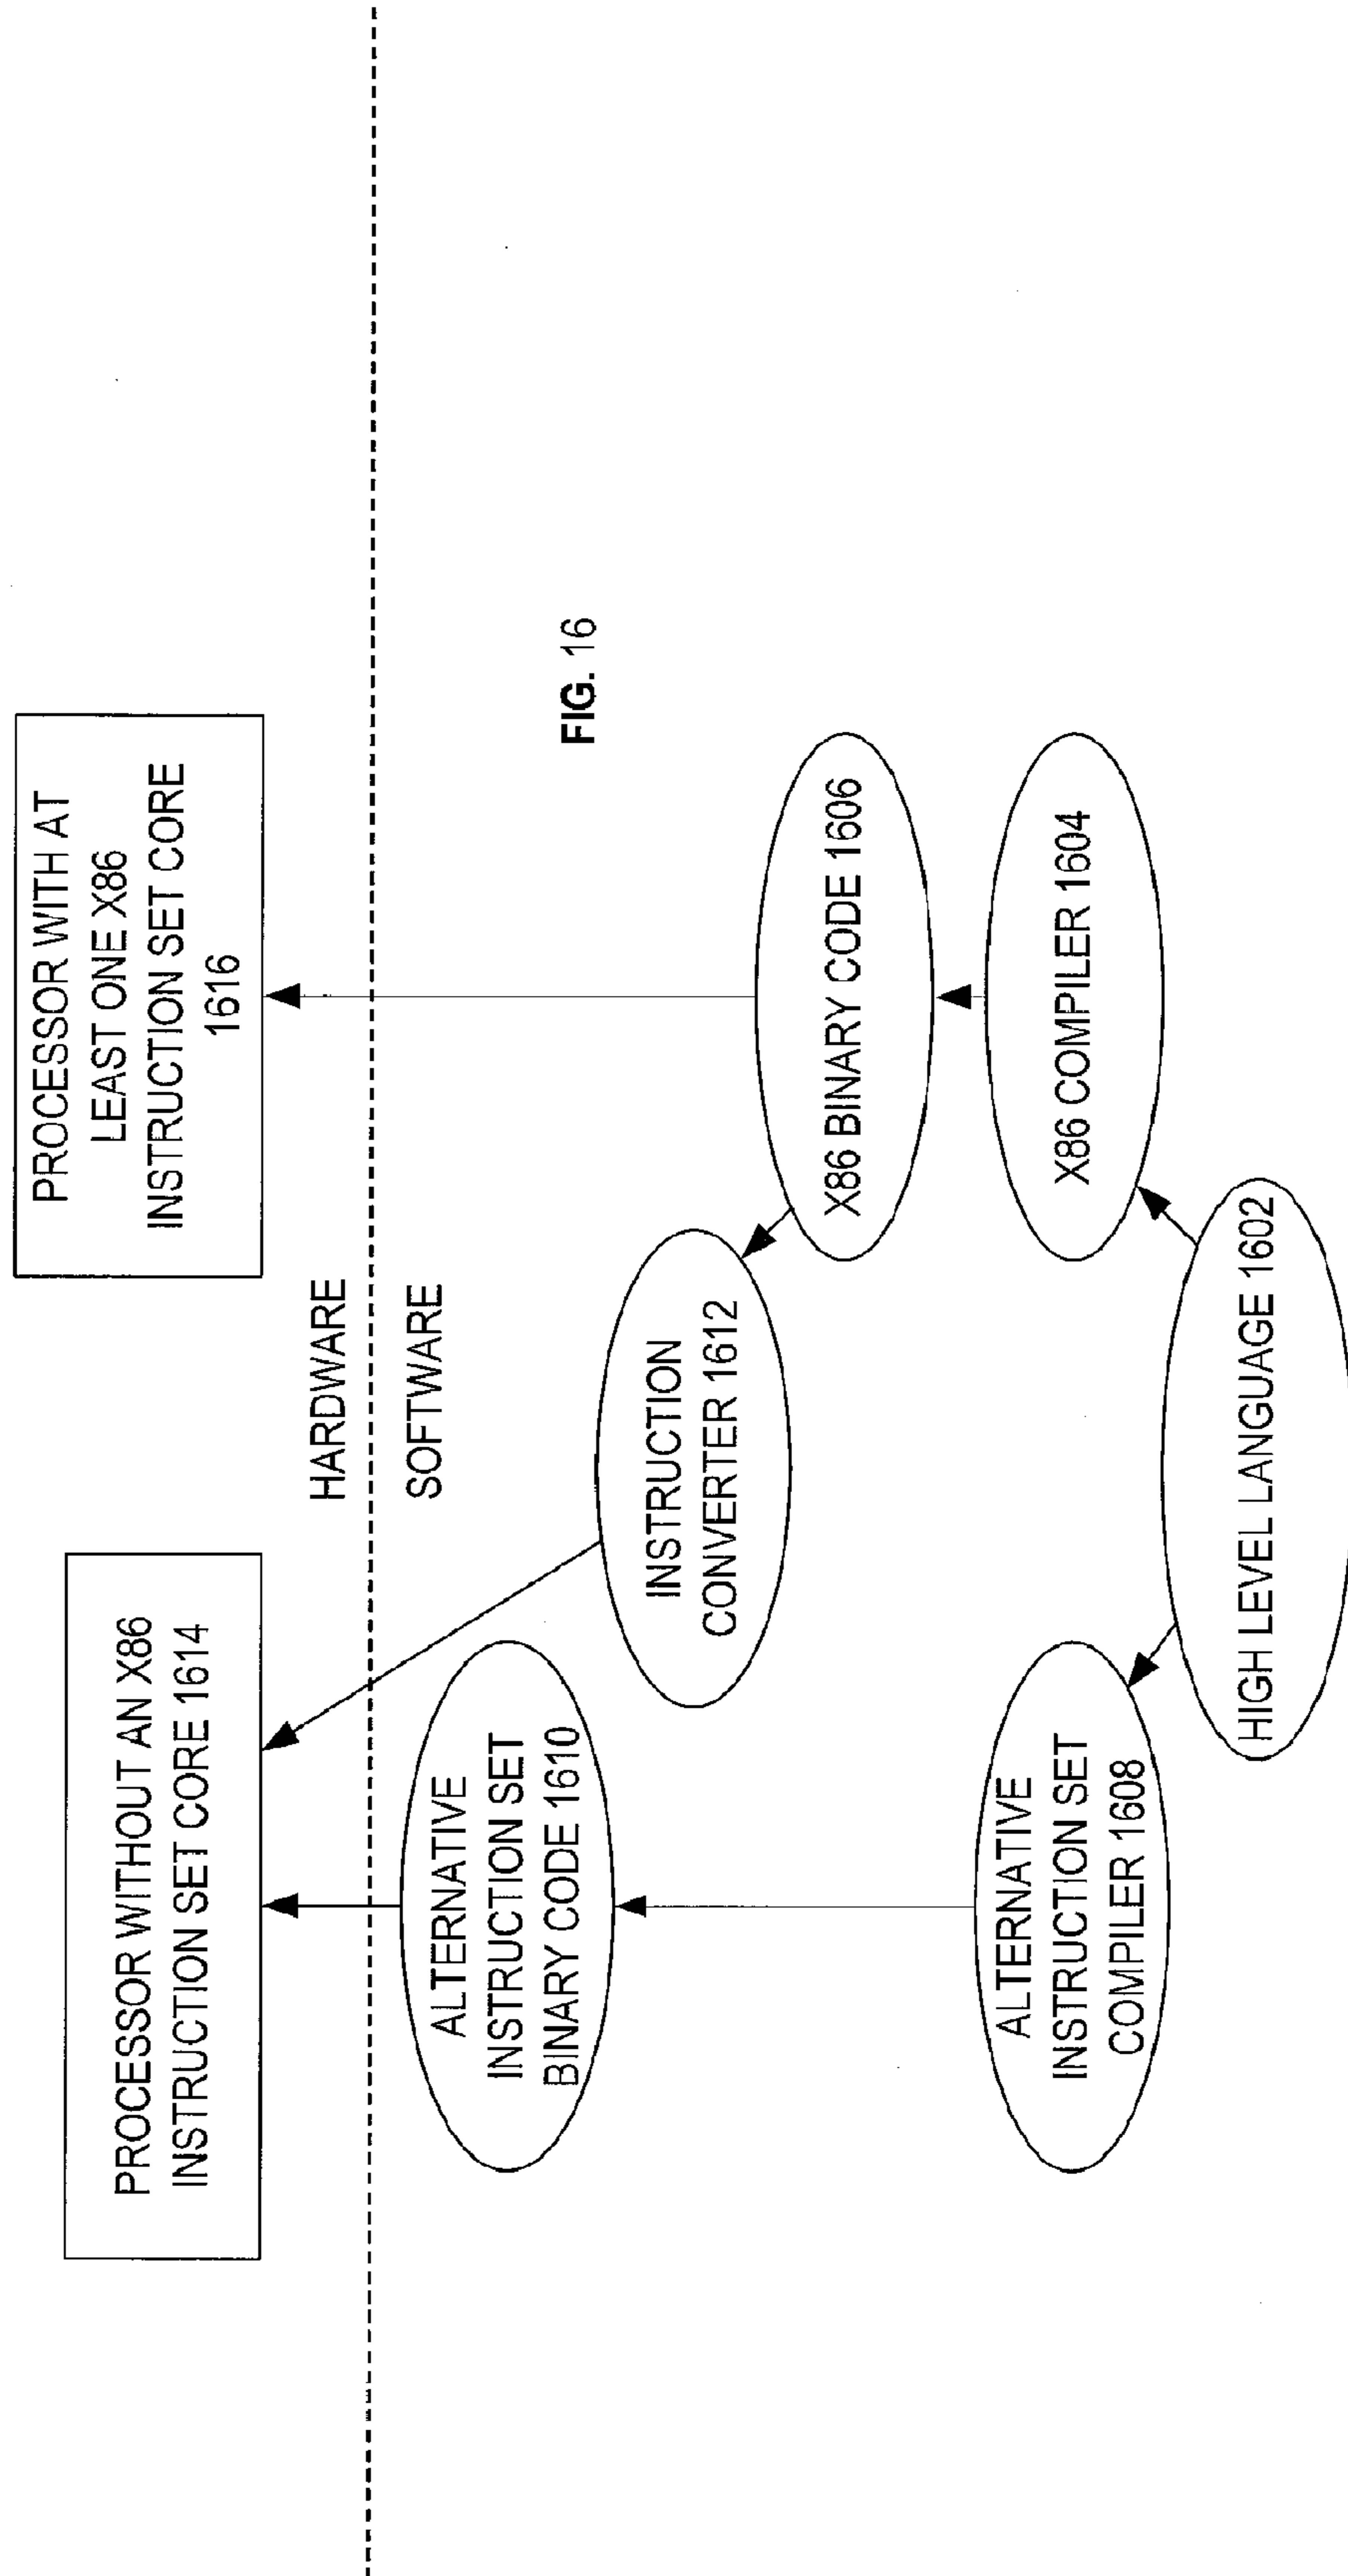 PROCESSOR WITHOUT AN X86
INSTRUCTION SET CORE 1614
PROCESSOR WITH AT
LEAST ONE X86
INSTRUCTION SET CORE
1616
HARDWARE
SOFTWARE
ALTERNATIVE
INSTRUCTION SET
BINARY CODE 1610
FIG. 16
INSTRUCTION
CONVERTER 1612
X86 BINARY CODE 1606
ALTERNATIVE
INSTRUCTION SET
COMPILER 1608
X86 COMPILER 1604
HIGH LEVEL LANGUAGE 1602